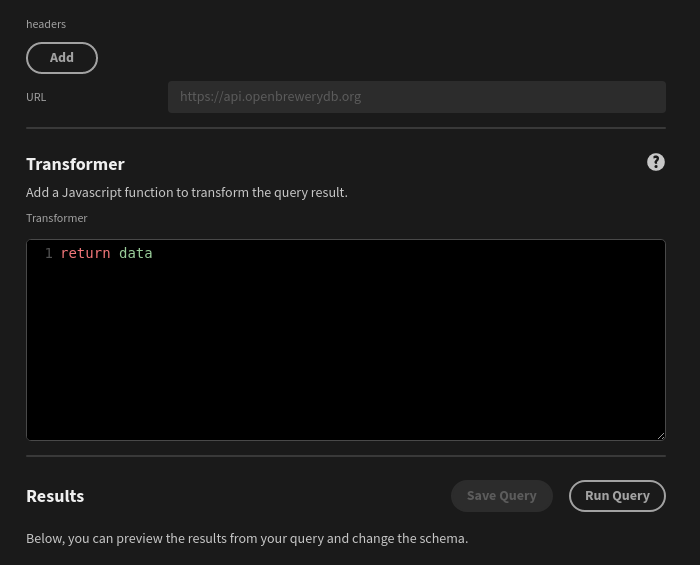 headers
Add
URL https://api.openbrewerydb.org
Transformer ?
Add a Javascript function to transform the query result.
Transformer
1 return data
Results Save Query Run Query
Below, you can preview the results from your query and change the schema.